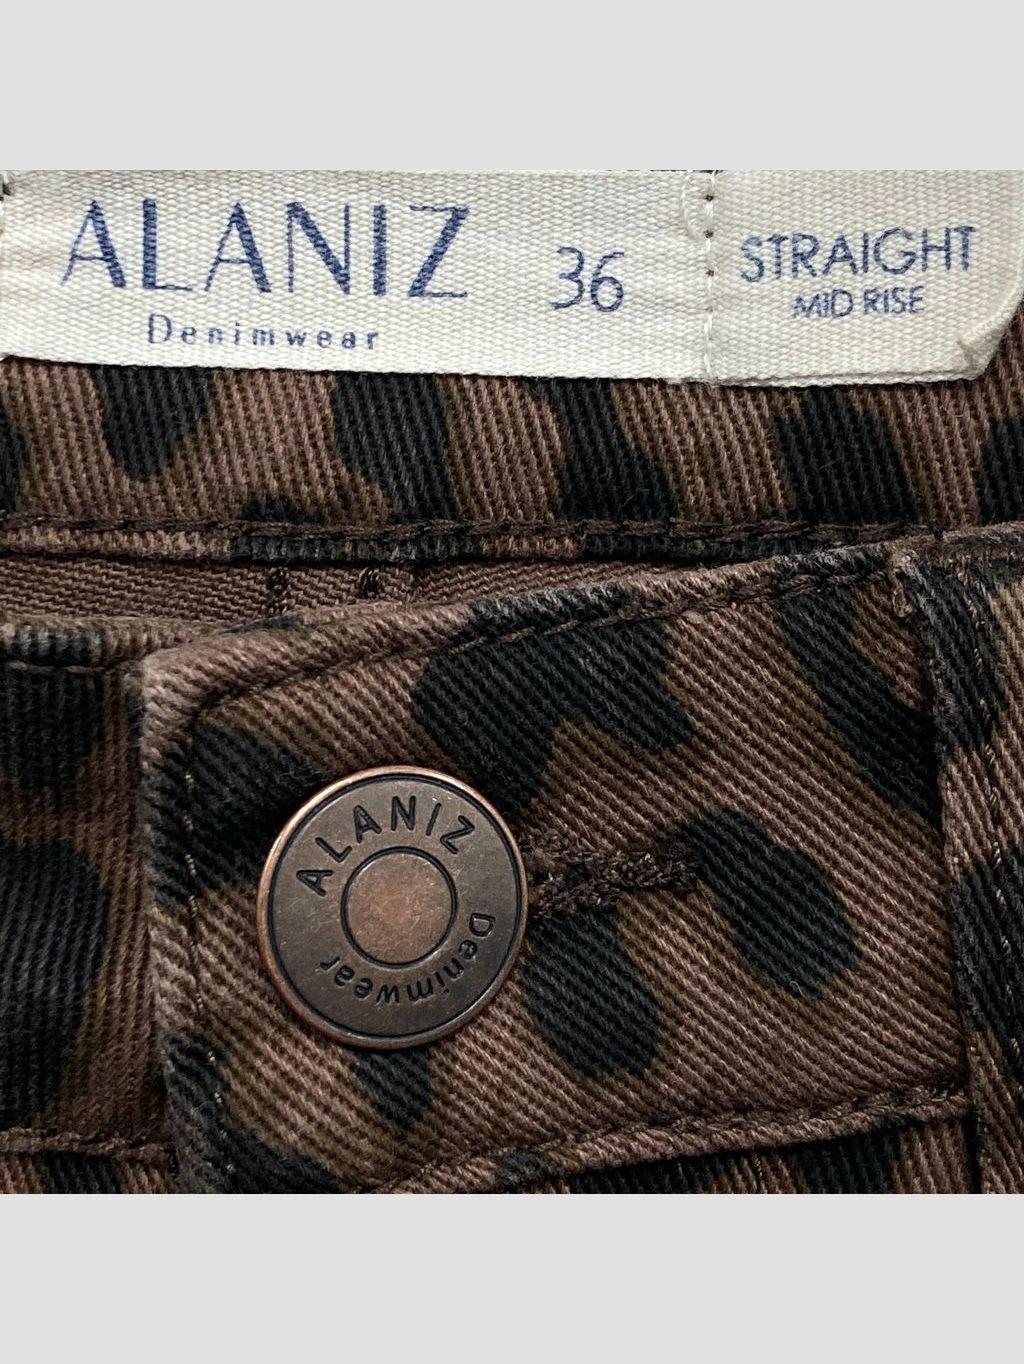 ALANIZ
Denimwear
36
STRAIGHT
MID RISE
ALANIZ
Denimwear